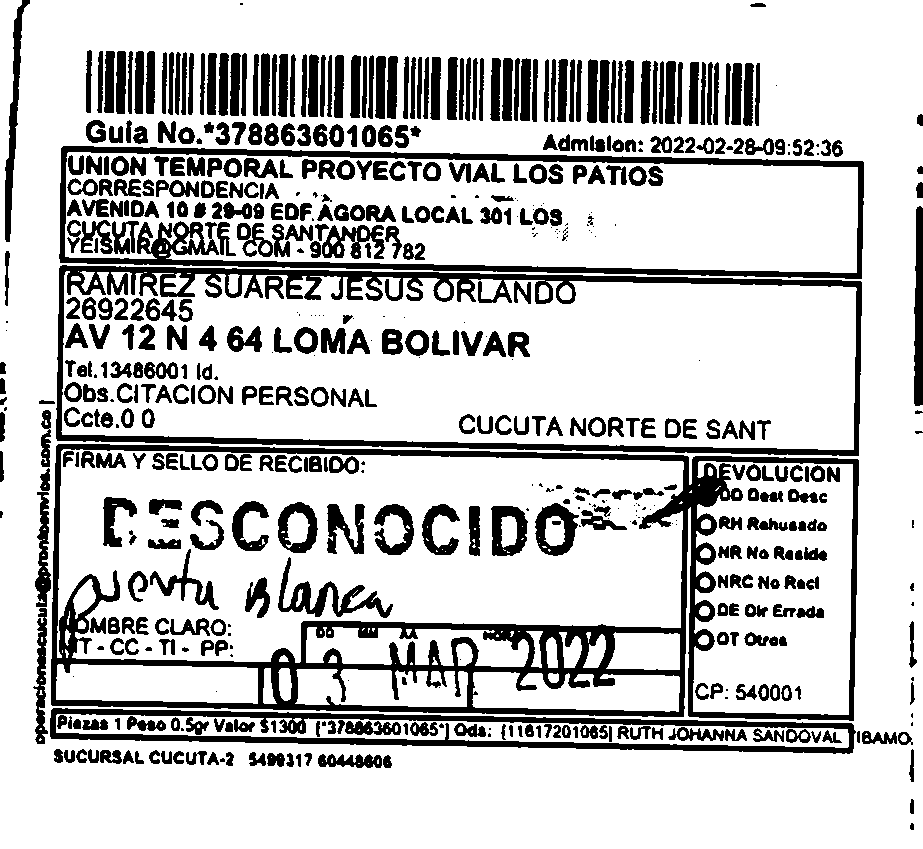 Guia No.*378863601065*
Admision: 2022-02-28-09:52:36
UNION TEMPORAL PROYECTO VIAL LOS PATIOS
CORRESPONDENCIA
AVENIDA 10 # 29-09 EDF.AGORA LOCAL 301 LOS
CUCUTA NORTE DE SANTANDER
YEISMIR@GMAIL COM - 900 812 782
RAMIREZ SUAREZ JESUS ORLANDO
26922645
AV 12 N 4 64 LOMA BOLIVAR
Tel.13486001 Id.
Obs.CITACION PERSONAL
Ccte.0 0
CUCUTA NORTE DE SANT
FIRMA Y SELLO DE RECIBIDO:
DESCONOCIDO
puerta Blanca
NOMBRE CLARO:
NT - CC - TI - PP:
DD MM AA HORA
03 MAR 2022
DEVOLUCION
DD Dest Desc
RH Rehusado
NR No Reside
NRC No Recl
DE Dir Errada
OT Otros
CP: 540001
Piezas 1 Peso 0.5gr Valor $1300 [*378863601065*] Ods: [11617201065] RUTH JOHANNA SANDOVAL TIBAMO
SUCURSAL CUCUTA-2 5499317 60448606
operacionescucuta@prontoenvios.com.co